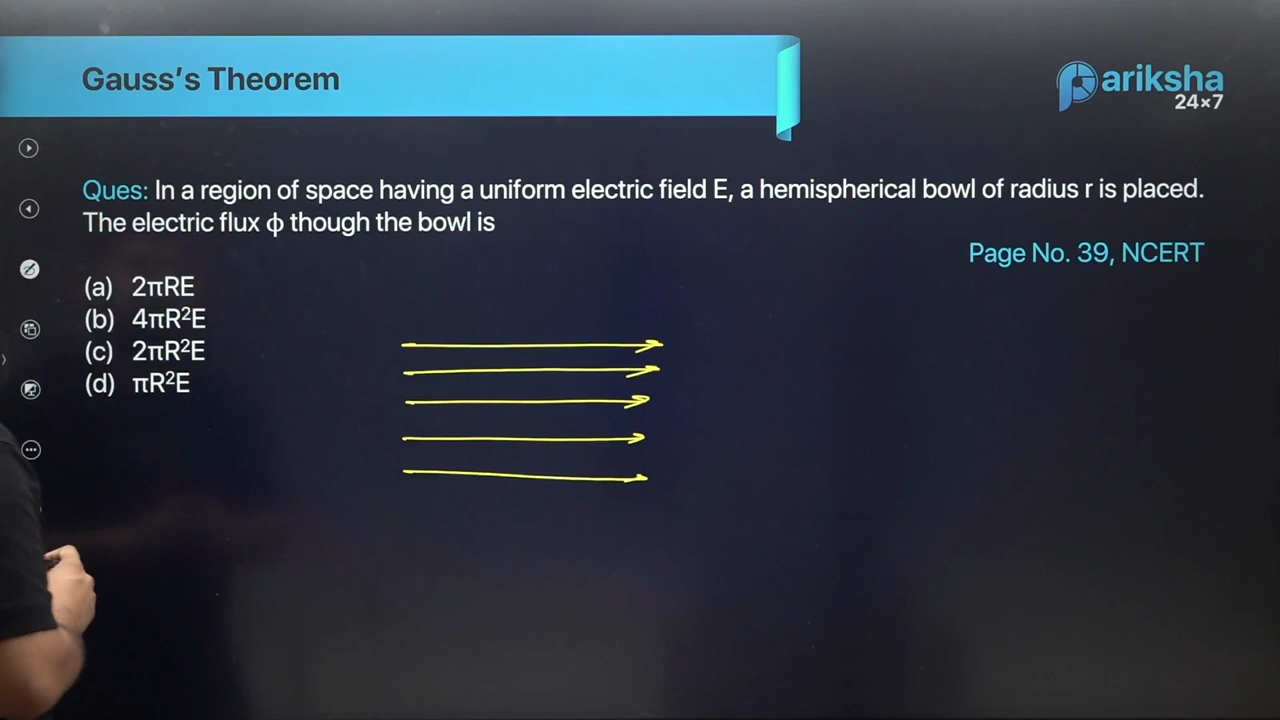 Gauss's Theorem
Pariksha
24×7
Ques: In a region of space having a uniform electric field E, a hemispherical bowl of radius r is placed.
The electric flux ϕ though the bowl is
Page No. 39, NCERT
(a) 2πRE
(b) 4πR²E
(c) 2πR²E
(d) πR²E